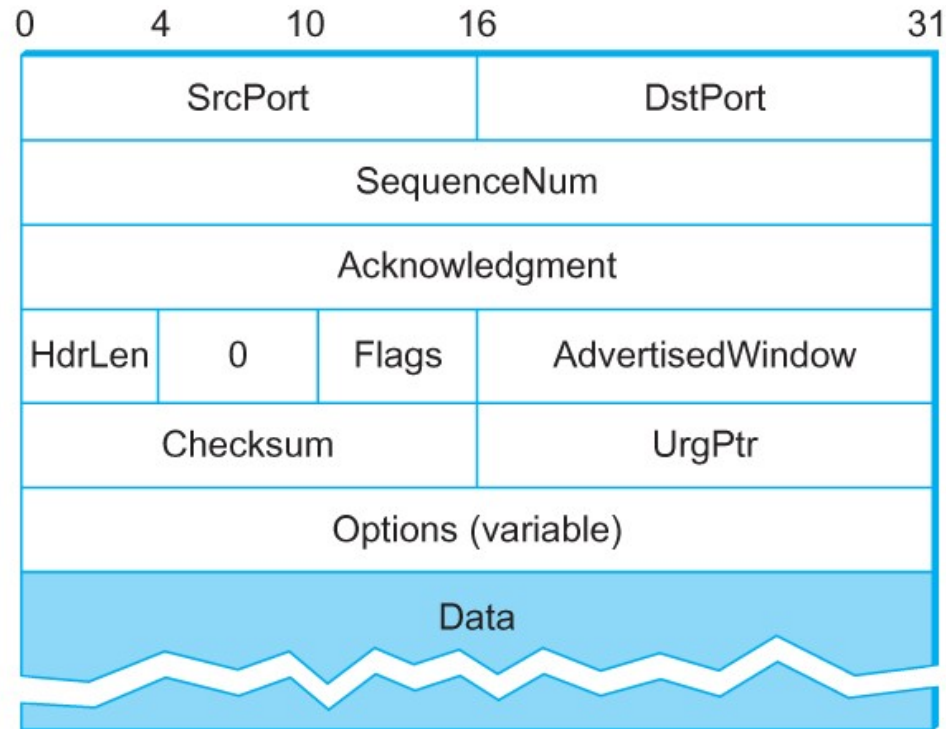 0 4 10 16 31
SrcPort DstPort
SequenceNum
Acknowledgment
HdrLen 0 Flags AdvertisedWindow
Checksum UrgPtr
Options (variable)
Data